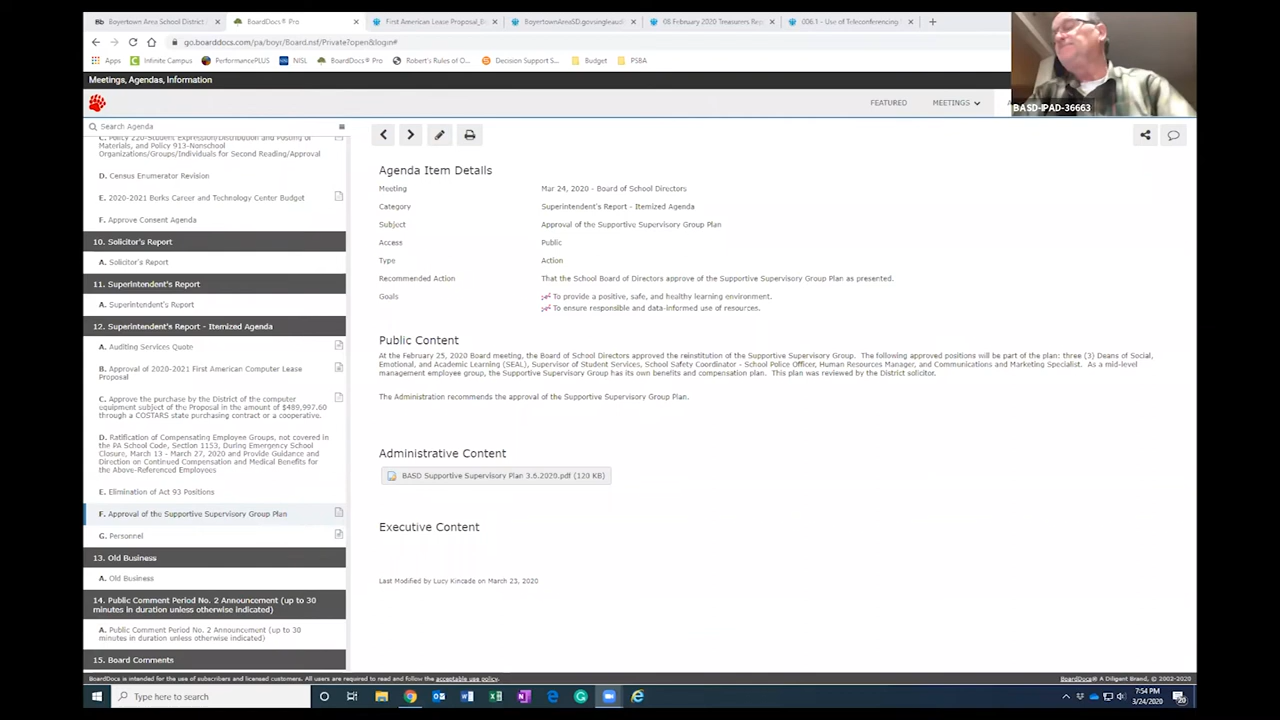 Boyertown Area School District
BoardDocs® Pro
First American Lease Proposal_B
BoyertownAreaSD.govsingleaud
08 February 2020 Treasurers Rep
006.1 - Use of Teleconferencing
go.boarddocs.com/pa/boyr/Board.nsf/Private?open&login#
Apps
Infinite Campus
PerformancePLUS
NISL
BoardDocs® Pro
Robert's Rules of O...
Decision Support S...
Budget
PSBA
Meetings, Agendas, Information
BASD-IPAD-36663
FEATURED
MEETINGS
Search Agenda
C. Policy 220-Student Expression/Distribution and Posting of
Materials, and Policy 913-Nonschool
Organizations/Groups/Individuals for Second Reading/Approval
D. Census Enumerator Revision
E. 2020-2021 Berks Career and Technology Center Budget
F. Approve Consent Agenda
10. Solicitor's Report
A. Solicitor's Report
11. Superintendent's Report
A. Superintendent's Report
12. Superintendent's Report - Itemized Agenda
A. Auditing Services Quote
B. Approval of 2020-2021 First American Computer Lease
Proposal
C. Approve the purchase by the District of the computer
equipment subject of the Proposal in the amount of $489,997.60
through a COSTARS state purchasing contract or a cooperative.
D. Ratification of Compensating Employee Groups, not covered in
the PA School Code, Section 1153, During Emergency School
Closure, March 13 - March 27, 2020 and Provide Guidance and
Direction on Continued Compensation and Medical Benefits for
the Above-Referenced Employees
E. Elimination of Act 93 Positions
F. Approval of the Supportive Supervisory Group Plan
G. Personnel
13. Old Business
A. Old Business
14. Public Comment Period No. 2 Announcement (up to 30
minutes in duration unless otherwise indicated)
A. Public Comment Period No. 2 Announcement (up to 30
minutes in duration unless otherwise indicated)
15. Board Comments
Agenda Item Details
Meeting Mar 24, 2020 - Board of School Directors
Category Superintendent's Report - Itemized Agenda
Subject Approval of the Supportive Supervisory Group Plan
Access Public
Type Action
Recommended Action That the School Board of Directors approve of the Supportive Supervisory Group Plan as presented.
Goals To provide a positive, safe, and healthy learning environment.
To ensure responsible and data-informed use of resources.
Public Content
At the February 25, 2020 Board meeting, the Board of School Directors approved the reinstitution of the Supportive Supervisory Group. The following approved positions will be part of the plan: three (3) Deans of Social,
Emotional, and Academic Learning (SEAL), Supervisor of Student Services, School Safety Coordinator - School Police Officer, Human Resources Manager, and Communications and Marketing Specialist. As a mid-level
management employee group, the Supportive Supervisory Group has its own benefits and compensation plan. This plan was reviewed by the District solicitor.
The Administration recommends the approval of the Supportive Supervisory Group Plan.
Administrative Content
BASD Supportive Supervisory Plan 3.6.2020.pdf (120 KB)
Executive Content
Last Modified by Lucy Kincade on March 23, 2020
BoardDocs is intended for the use of subscribers and licensed customers. All users are required to read and follow the acceptable use policy.
BoardDocs® A Diligent Brand, © 2002-2020
Type here to search
7:54 PM
3/24/2020